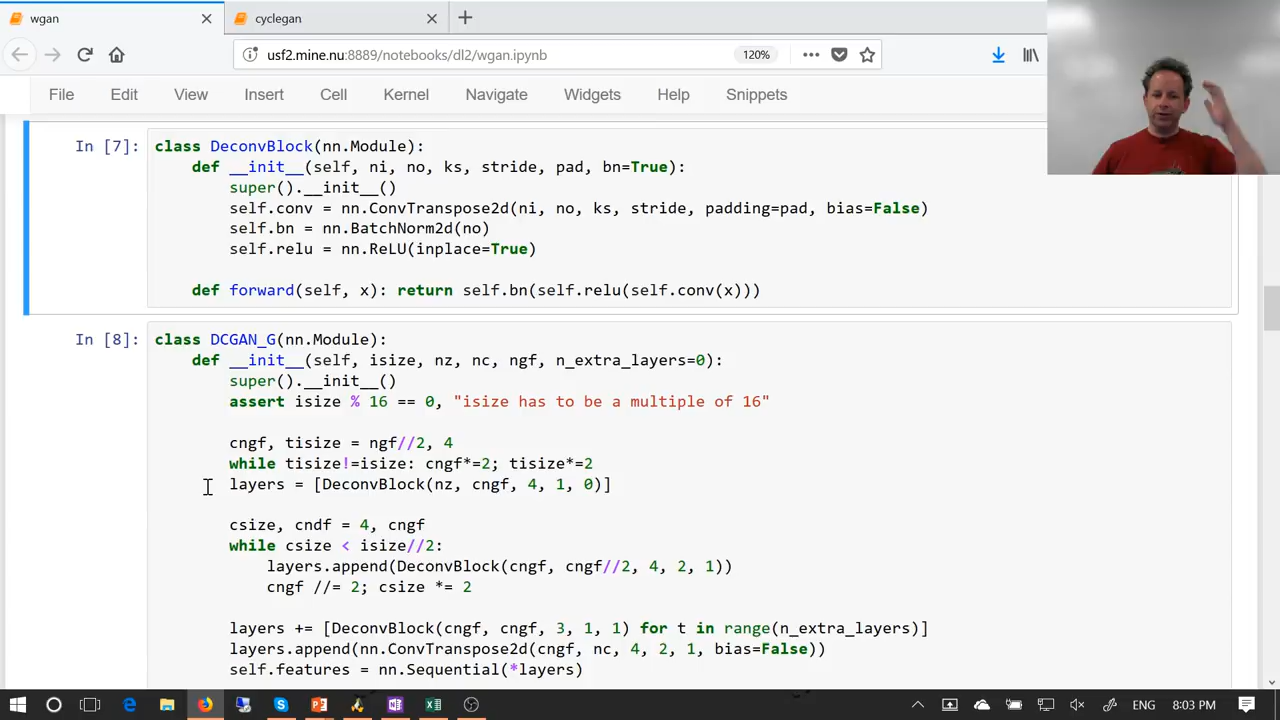 wgan
cyclegan
usf2.mine.nu:8889/notebooks/dl2/wgan.ipynb
120%
File Edit View Insert Cell Kernel Navigate Widgets Help Snippets
In [7]:
class DeconvBlock(nn.Module):
    def __init__(self, ni, no, ks, stride, pad, bn=True):
        super().__init__()
        self.conv = nn.ConvTranspose2d(ni, no, ks, stride, padding=pad, bias=False)
        self.bn = nn.BatchNorm2d(no)
        self.relu = nn.ReLU(inplace=True)
    def forward(self, x): return self.bn(self.relu(self.conv(x)))
In [8]:
class DCGAN_G(nn.Module):
    def __init__(self, isize, nz, nc, ngf, n_extra_layers=0):
        super().__init__()
        assert isize % 16 == 0, "isize has to be a multiple of 16"
        cngf, tisize = ngf//2, 4
        while tisize!=isize: cngf*=2; tisize*=2
        layers = [DeconvBlock(nz, cngf, 4, 1, 0)]
        csize, cndf = 4, cngf
        while csize < isize//2:
            layers.append(DeconvBlock(cngf, cngf//2, 4, 2, 1))
            cngf //= 2; csize *= 2
        layers += [DeconvBlock(cngf, cngf, 3, 1, 1) for t in range(n_extra_layers)]
        layers.append(nn.ConvTranspose2d(cngf, nc, 4, 2, 1, bias=False))
        self.features = nn.Sequential(*layers)
ENG 8:03 PM